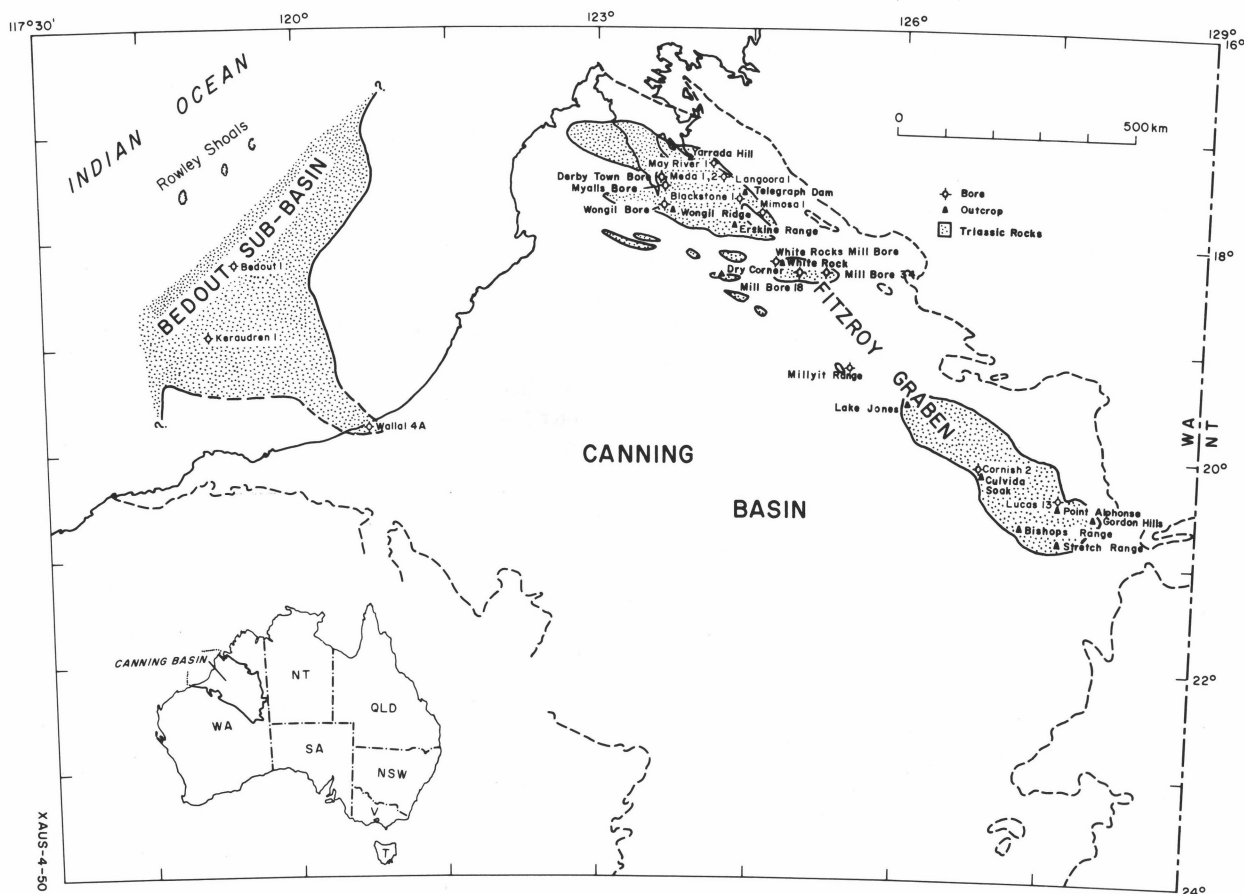 117°30'
120°
123°
126°
129°
16°
INDIAN OCEAN
Rowley Shoals
BEDOUT SUB-BASIN
Bedout 1
Keraudren 1
Wallal 4A
?
?
0 500 km
Bore
Outcrop
Triassic Rocks
Yarrada Hill
May River 1
Derby Town Bore
Meda 1, 2
Langoora 1
Myalls Bore
Telegraph Dam
Blackstone 1
Mimosa 1
Wongil Bore
Wongil Ridge
Erskine Range
White Rocks Mill Bore
White Rock
Dry Corner
Mill Bore 34
Mill Bore 18
18°
FITZROY GRABEN
Millyit Range
Lake Jones
WA
NT
CANNING
BASIN
20°
Cornish 2
Culvida
Soak
Lucas 13
Point Alphonse
Gordon Hills
Bishops Range
Stretch Range
22°
CANNING BASIN
NT
QLD
WA
SA
NSW
V
T
XAUS-4-50
24°